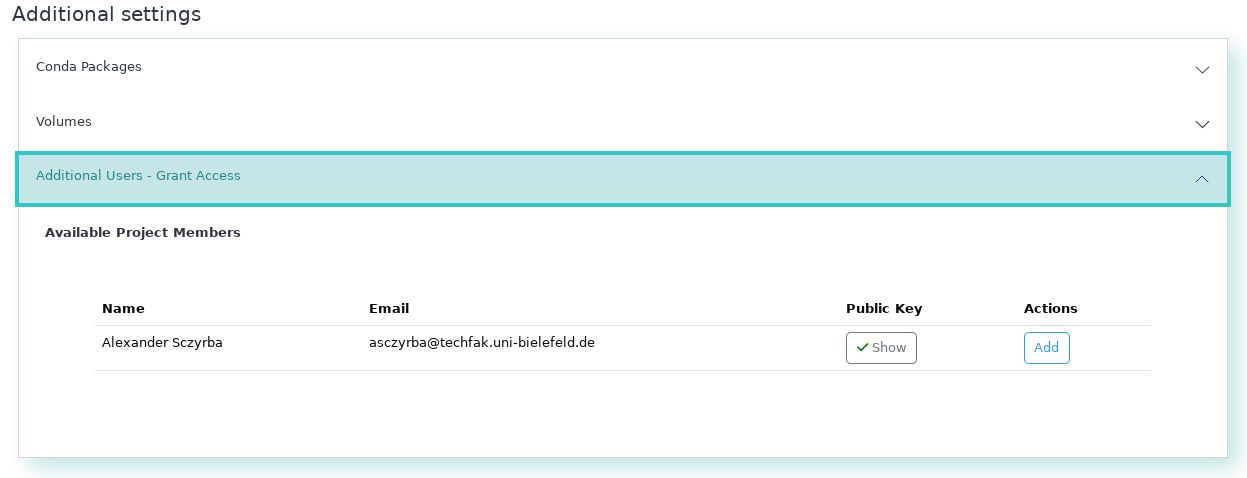 Additional settings
Conda Packages
Volumes
Additional Users - Grant Access
Available Project Members
Name Email Public Key Actions
Alexander Sczyrba asczyrba@techfak.uni-bielefeld.de Show Add